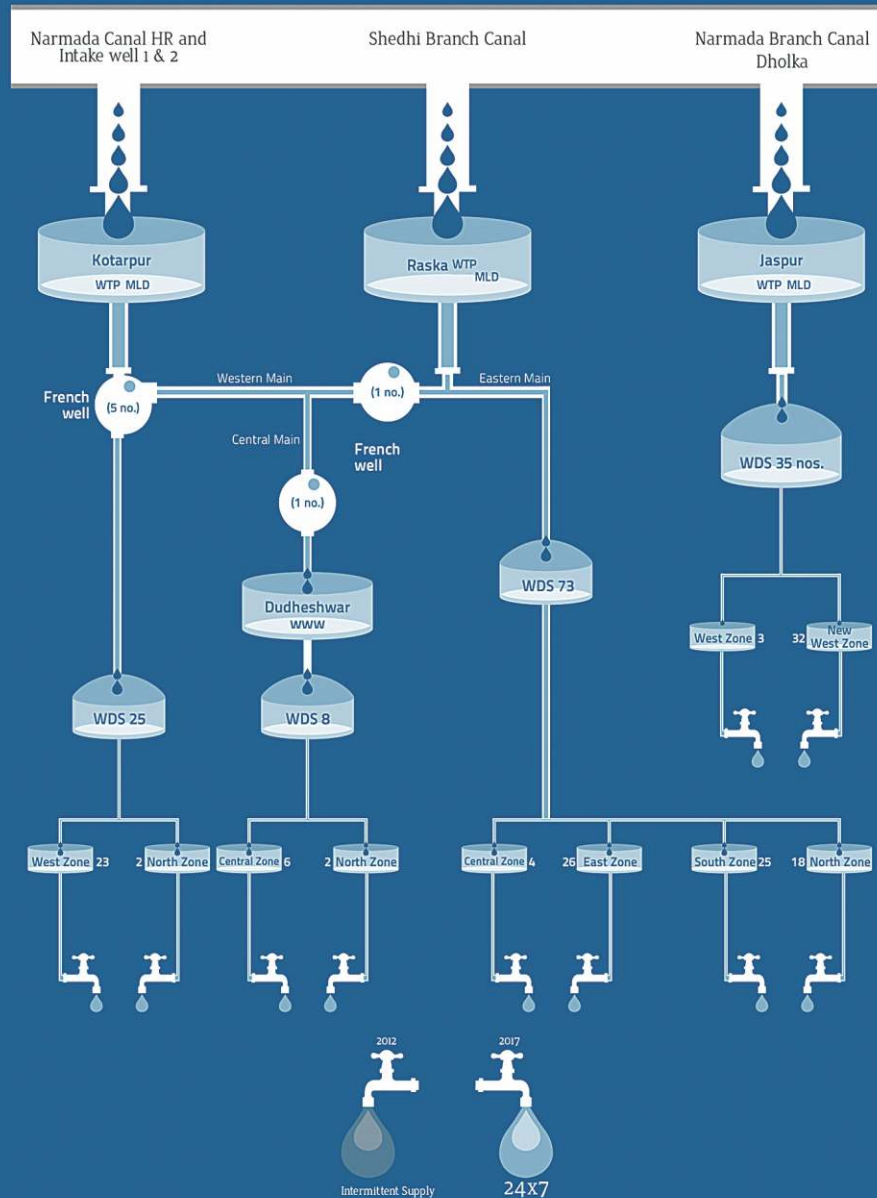 Narmada Canal HR and
Intake well 1 & 2
Shedhi Branch Canal
Narmada Branch Canal
Dholka
Kotarpur
WTP MLD
Raska WTP
MLD
Jaspur
WTP MLD
Western Main
Eastern Main
French
well
(5 no.)
(1 no.)
Central Main
French
well
(1 no.)
WDS 35 nos.
WDS 73
Dudheshwar
WWW
West Zone 3
32 New
West Zone
WDS 25
WDS 8
West Zone 23
2 North Zone
Central Zone 6
2 North Zone
Central Zone 4
26 East Zone
South Zone 25
18 North Zone
2012
2017
Intermittent Supply
24x7